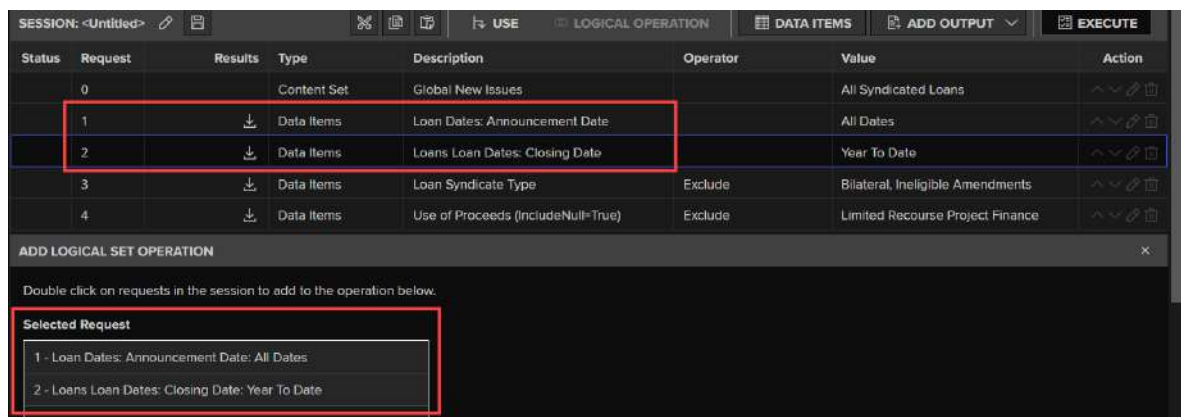 SESSION: <Untitled> USE LOGICAL OPERATION DATA ITEMS ADD OUTPUT EXECUTE
Status Request Results Type Description Operator Value Action
0 Content Set Global New Issues All Syndicated Loans
1 Data Items Loan Dates: Announcement Date All Dates
2 Data Items Loans Loan Dates: Closing Date Year To Date
3 Data Items Loan Syndicate Type Exclude Bilateral, Ineligible Amendments
4 Data Items Use of Proceeds (IncludeNull=True) Exclude Limited Recourse Project Finance
ADD LOGICAL SET OPERATION
Double click on requests in the session to add to the operation below.
Selected Request
1 - Loan Dates: Announcement Date: All Dates
2 - Loans Loan Dates: Closing Date: Year To Date